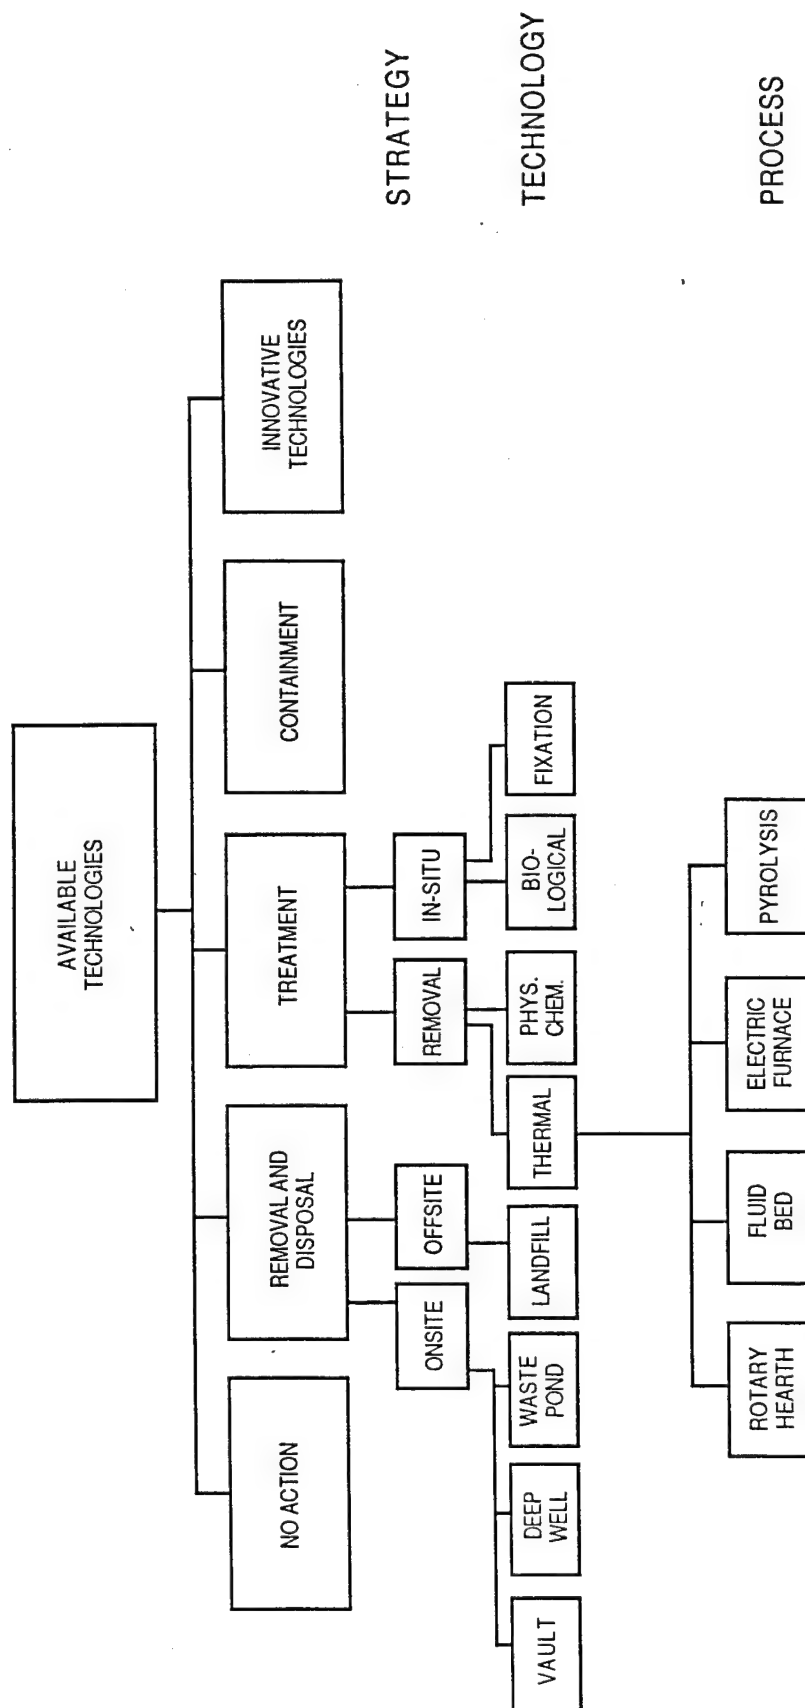 AVAILABLE
TECHNOLOGIES
NO ACTION
REMOVAL AND
DISPOSAL
TREATMENT
CONTAINMENT
INNOVATIVE
TECHNOLOGIES
ONSITE
OFFSITE
REMOVAL
IN-SITU
STRATEGY
VAULT
DEEP
WELL
WASTE
POND
LANDFILL
THERMAL
PHYS.
CHEM.
BIO-
LOGICAL
FIXATION
TECHNOLOGY
ROTARY
HEARTH
FLUID
BED
ELECTRIC
FURNACE
PYROLYSIS
PROCESS